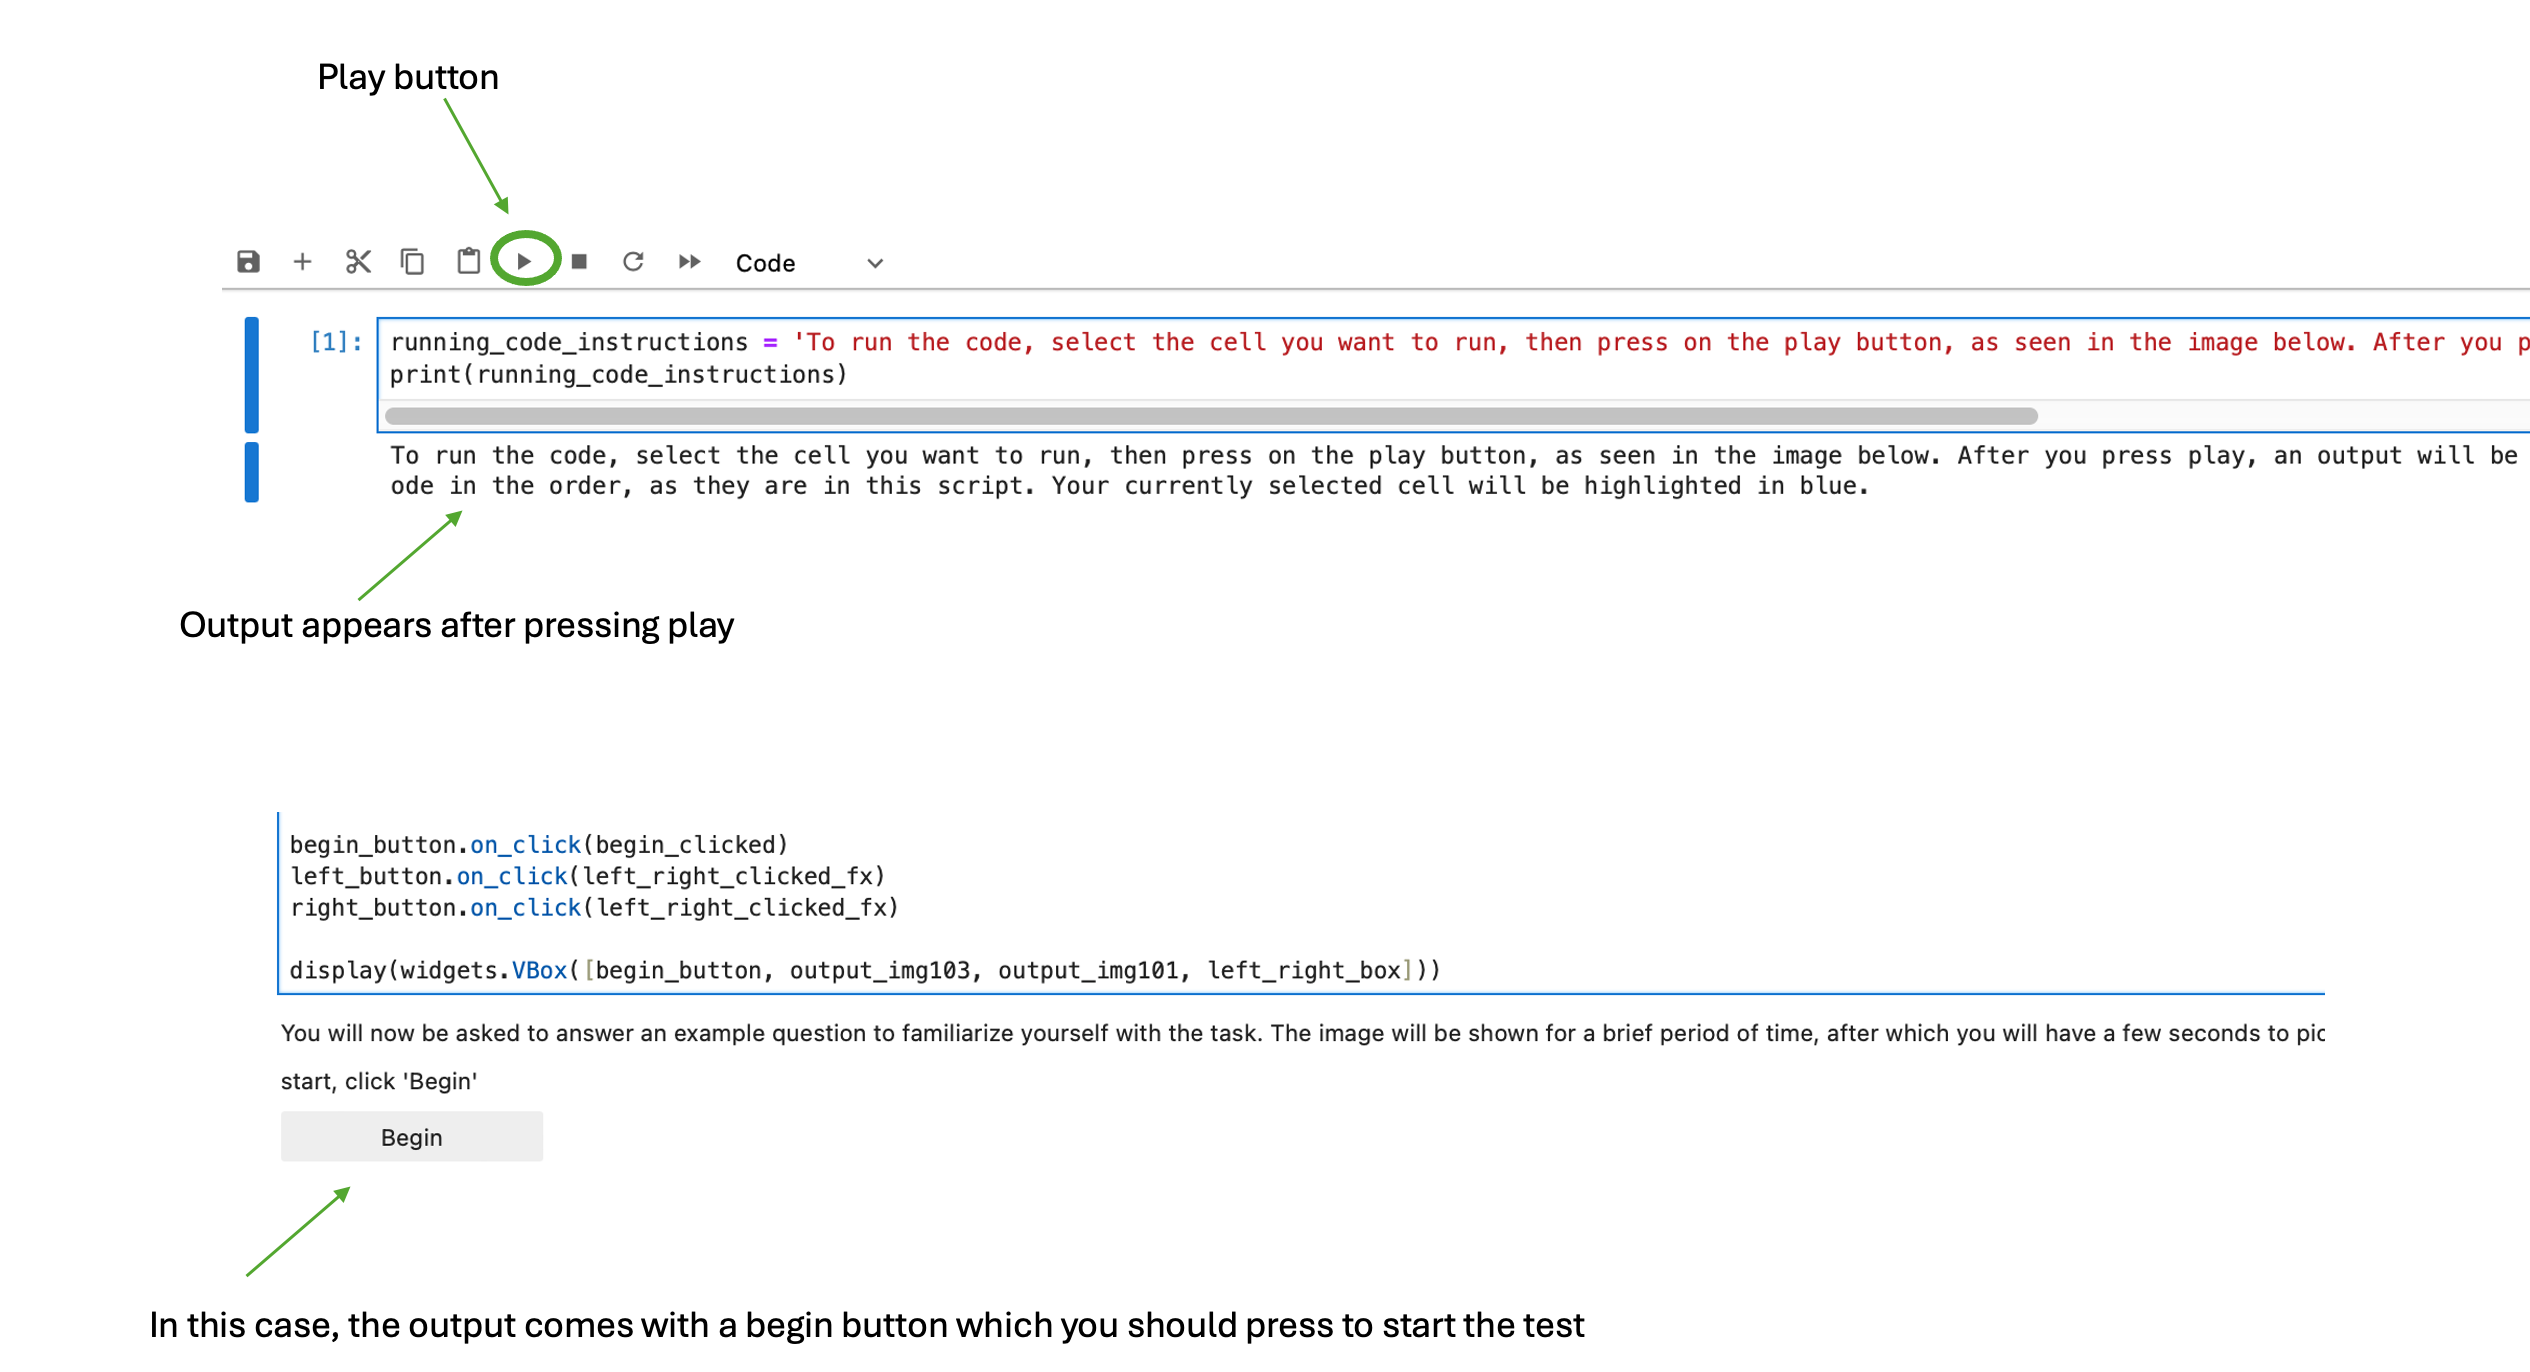 Play button
Code
[1]: running_code_instructions = 'To run the code, select the cell you want to run, then press on the play button, as seen in the image below. After you p
print(running_code_instructions)
To run the code, select the cell you want to run, then press on the play button, as seen in the image below. After you press play, an output will be
ode in the order, as they are in this script. Your currently selected cell will be highlighted in blue.
Output appears after pressing play
begin_button.on_click(begin_clicked)
left_button.on_click(left_right_clicked_fx)
right_button.on_click(left_right_clicked_fx)
display(widgets.VBox([begin_button, output_img103, output_img101, left_right_box]))
You will now be asked to answer an example question to familiarize yourself with the task. The image will be shown for a brief period of time, after which you will have a few seconds to pic
start, click 'Begin'
Begin
In this case, the output comes with a begin button which you should press to start the test